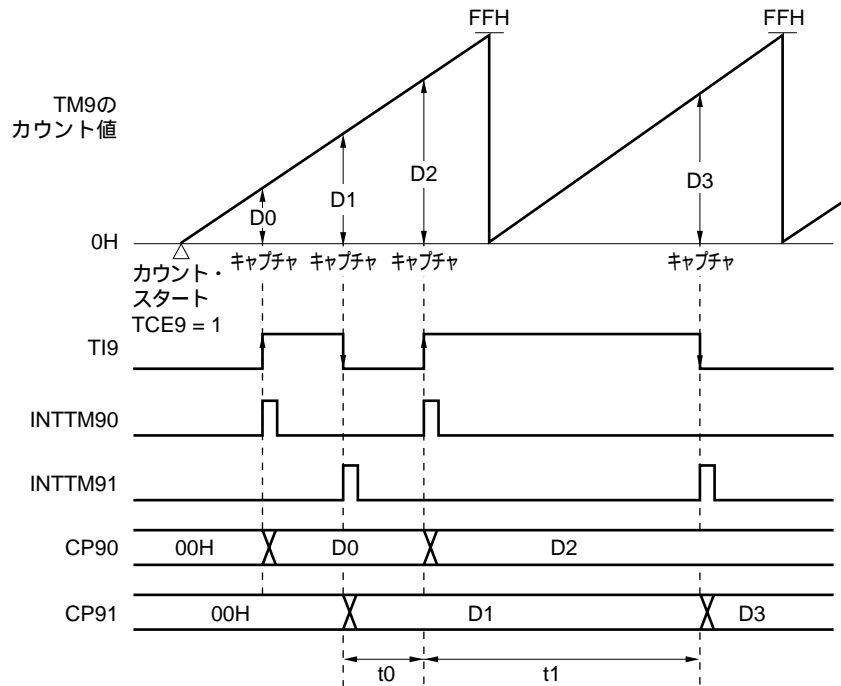 FFH
FFH
TM9の
カウント値
D0
D1
D2
D3
0H
カウント・
スタート
TCE9 = 1
キャプチャ
キャプチャ
キャプチャ
キャプチャ
TI9
INTTM90
INTTM91
CP90
00H
D0
D2
CP91
00H
D1
D3
t0
t1